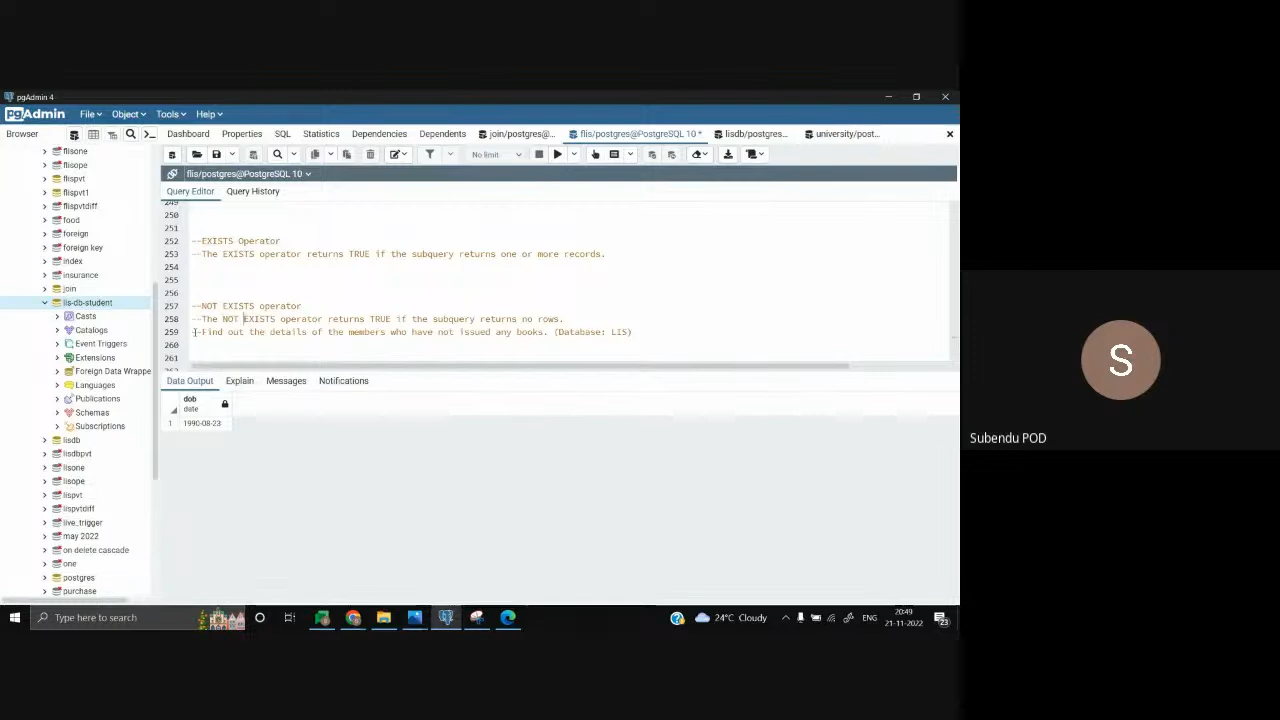 pgAdmin 4
pgAdmin File Object Tools Help
Browser Dashboard Properties SQL Statistics Dependencies Dependents join/postgres@... flis/postgres@PostgreSQL 10 * lisdb/postgres... university/post...
No limit
flis/postgres@PostgreSQL 10
Query Editor Query History
flisone
flisope
flispvt
flispvt1
flispvtdiff
food
foreign
foreign key
index
insurance
join
lis-db-student
Casts
Catalogs
Event Triggers
Extensions
Foreign Data Wrappe
Languages
Publications
Schemas
Subscriptions
lisdb
lisdbpvt
lisone
lisope
lispvt
lispvtdiff
live_trigger
may 2022
on delete cascade
one
postgres
purchase
249
250
251
252 --EXISTS Operator
253 --The EXISTS operator returns TRUE if the subquery returns one or more records.
254
255
256
257 --NOT EXISTS operator
258 --The NOT EXISTS operator returns TRUE if the subquery returns no rows.
259 --Find out the details of the members who have not issued any books. (Database: LIS)
260
261
262
Data Output Explain Messages Notifications
dob
date
1 1990-08-23
S
Subendu POD
Type here to search
24°C Cloudy
ENG
20:49
21-11-2022
23